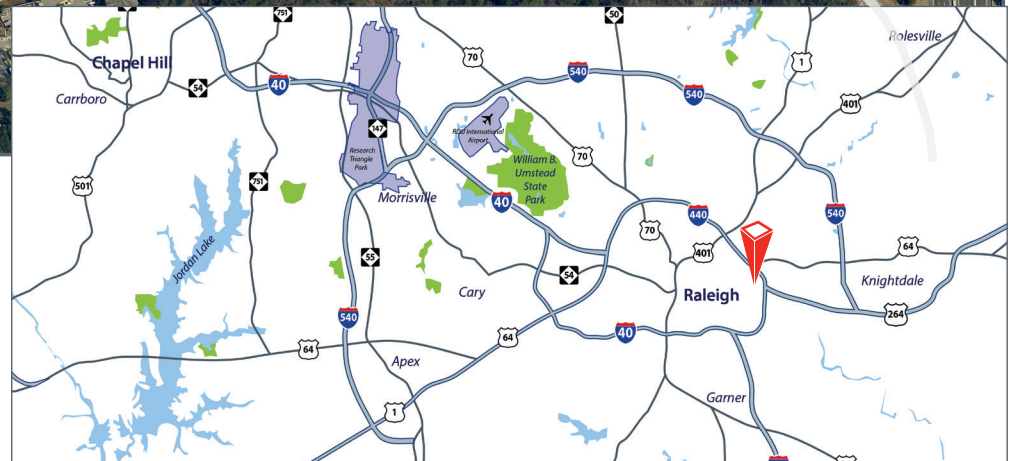 751
50
Rolesville
Chapel Hill
70
1
540
40
54
540
Carrboro
401
147
RDU International
Airport
Research
Triangle
Park
70
William B.
Umstead
State
Park
751
501
Morrisville
40
440
540
70
401
64
Jordan Lake
55
54
Cary
Raleigh
Knightdale
540
264
40
64
64
Apex
Garner
1